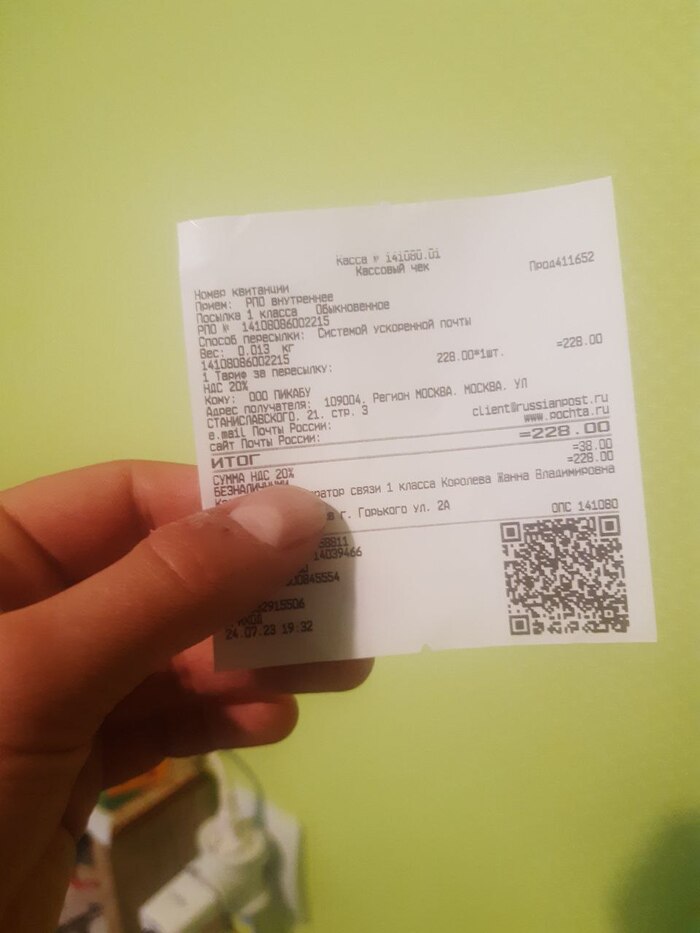 Касса № 141080.01
Кассовый чек
Прод411652
Номер квитанции
Прием: РПО внутреннее
Посылка 1 класса Обыкновенное
РПО № 14108086002215
Способ пересылки: Системой ускоренной почты
Вес: 0.013 кг
14108086002215
228.00*1шт. =228.00
1 Тариф за пересылку:
НДС 20%
Кому: ООО ПИКАБУ
Адрес получателя: 109004, Регион МОСКВА. МОСКВА. УЛ
СТАНИСЛАВСКОГО. 21. СТР. 3
e.mail Почты России: client@russianpost.ru
сайт Почты России: www.pochta.ru
ИТОГ =228.00
СУММА НДС 20% =38.00
БЕЗНАЛИЧНЫМИ =228.00
ратор связи 1 класса Королева Жанна Владимировна
г. Горького ул. 2А
ОПС 141080
58811
14039466
00845554
2915506
24.07.23 19:32